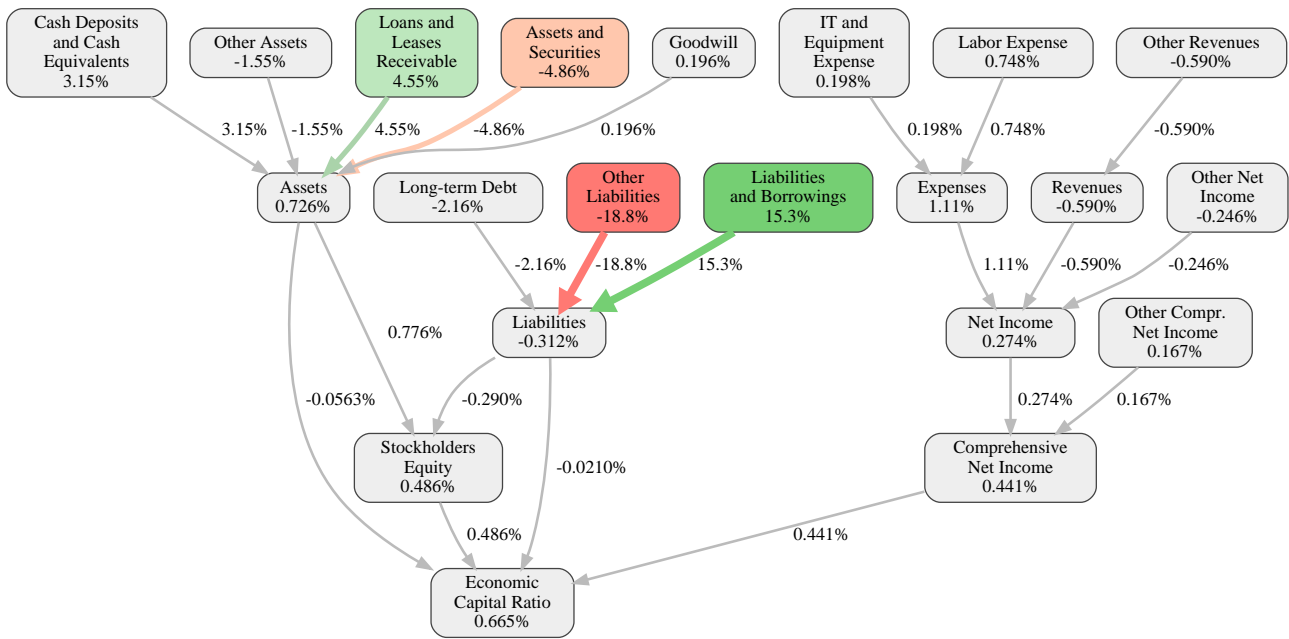 Cash Deposits
and Cash
Equivalents
3.15%
Other Assets
-1.55%
Loans and
Leases
Receivable
4.55%
Assets and
Securities
-4.86%
Goodwill
0.196%
IT and
Equipment
Expense
0.198%
Labor Expense
0.748%
Other Revenues
-0.590%
3.15%
-1.55%
4.55%
-4.86%
0.196%
0.198%
0.748%
-0.590%
Assets
0.726%
Long-term Debt
-2.16%
Other
Liabilities
-18.8%
Liabilities
and Borrowings
15.3%
Expenses
1.11%
Revenues
-0.590%
Other Net
Income
-0.246%
-2.16%
-18.8%
15.3%
1.11%
-0.590%
-0.246%
Liabilities
-0.312%
Net Income
0.274%
Other Compr.
Net Income
0.167%
0.776%
-0.0563%
-0.290%
0.274%
0.167%
Stockholders
Equity
0.486%
-0.0210%
Comprehensive
Net Income
0.441%
0.486%
0.441%
Economic
Capital Ratio
0.665%